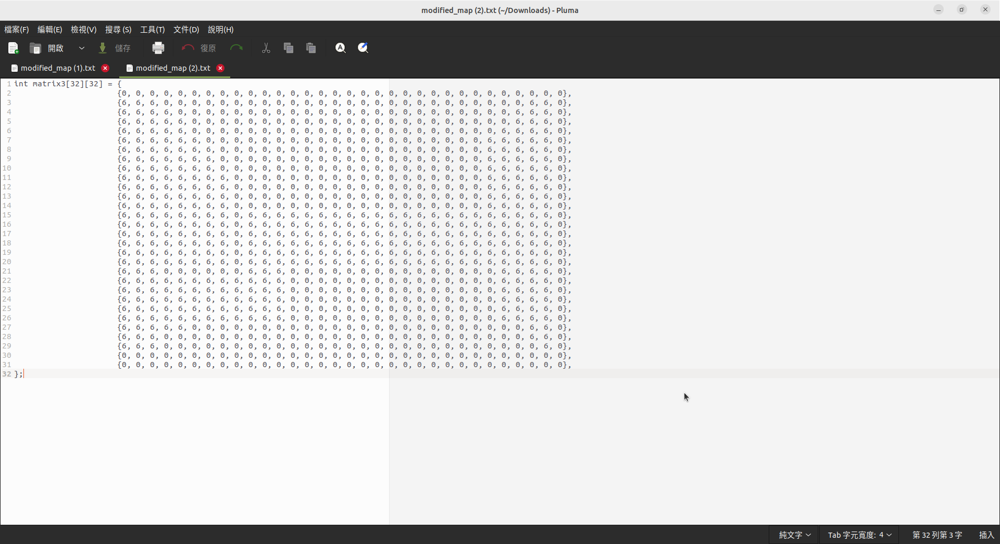 modified_map (2).txt (~/Downloads) - Pluma
檔案(F) 編輯(E) 檢視(V) 搜尋 (S) 工具(T) 文件(D) 說明(H)
開啟 儲存 復原
modified_map (1).txt modified_map (2).txt
1 int matrix3[32][32] = {
2 {0, 0, 0, 0, 0, 0, 0, 0, 0, 0, 0, 0, 0, 0, 0, 0, 0, 0, 0, 0, 0, 0, 0, 0, 0, 0, 0, 0, 0, 0, 0, 0},
3 {6, 6, 6, 0, 0, 0, 0, 0, 0, 0, 0, 0, 0, 0, 0, 0, 0, 0, 0, 0, 0, 0, 0, 0, 0, 0, 0, 0, 0, 6, 6, 0},
4 {6, 6, 6, 6, 0, 0, 0, 0, 0, 0, 0, 0, 0, 0, 0, 0, 0, 0, 0, 0, 0, 0, 0, 0, 0, 0, 0, 0, 6, 6, 6, 0},
5 {6, 6, 6, 6, 6, 0, 0, 0, 0, 0, 0, 0, 0, 0, 0, 0, 0, 0, 0, 0, 0, 0, 0, 0, 0, 0, 0, 0, 6, 6, 6, 0},
6 {6, 6, 6, 6, 6, 0, 0, 0, 0, 0, 0, 0, 0, 0, 0, 0, 0, 0, 0, 0, 0, 0, 0, 0, 0, 0, 0, 6, 6, 6, 6, 0},
7 {6, 6, 6, 6, 6, 6, 0, 0, 0, 0, 0, 0, 0, 0, 0, 0, 0, 0, 0, 0, 0, 0, 0, 0, 0, 0, 6, 6, 6, 6, 6, 0},
8 {6, 6, 6, 6, 6, 6, 6, 0, 0, 0, 0, 0, 0, 0, 0, 0, 0, 0, 0, 0, 0, 0, 0, 0, 0, 0, 6, 6, 6, 6, 6, 0},
9 {6, 6, 6, 6, 6, 6, 6, 0, 0, 0, 0, 0, 0, 0, 0, 0, 0, 0, 0, 0, 0, 0, 0, 0, 0, 0, 6, 6, 6, 6, 6, 0},
10 {6, 6, 6, 6, 6, 6, 6, 0, 0, 0, 0, 0, 0, 0, 0, 0, 0, 0, 0, 0, 0, 0, 0, 0, 0, 0, 6, 6, 6, 6, 6, 0},
11 {6, 6, 6, 6, 6, 6, 6, 6, 0, 0, 0, 0, 0, 0, 0, 0, 0, 0, 0, 0, 0, 0, 0, 0, 0, 0, 6, 6, 6, 6, 6, 0},
12 {6, 6, 6, 6, 6, 6, 6, 6, 0, 0, 0, 0, 0, 0, 0, 0, 0, 0, 0, 0, 0, 0, 0, 0, 0, 0, 6, 6, 6, 6, 6, 0},
13 {6, 6, 6, 6, 6, 6, 6, 6, 0, 0, 0, 0, 0, 0, 0, 0, 0, 0, 0, 0, 0, 0, 0, 0, 0, 0, 6, 6, 6, 6, 6, 0},
14 {6, 6, 6, 6, 6, 6, 6, 6, 0, 0, 0, 0, 0, 0, 0, 0, 0, 0, 0, 0, 0, 0, 0, 0, 0, 0, 6, 6, 6, 6, 6, 0},
15 {6, 6, 6, 6, 6, 6, 6, 6, 0, 6, 6, 6, 6, 6, 6, 6, 6, 6, 6, 6, 6, 6, 6, 6, 6, 6, 6, 6, 6, 6, 6, 0},
16 {6, 6, 6, 6, 6, 6, 6, 6, 0, 6, 6, 6, 6, 6, 6, 6, 6, 6, 6, 6, 6, 6, 6, 6, 6, 6, 6, 6, 6, 6, 6, 0},
17 {6, 6, 6, 6, 6, 6, 6, 6, 0, 6, 6, 6, 6, 6, 6, 6, 6, 6, 6, 6, 6, 6, 6, 6, 6, 6, 6, 6, 6, 6, 6, 0},
18 {6, 6, 6, 6, 6, 6, 6, 6, 0, 6, 6, 6, 6, 6, 6, 6, 6, 6, 6, 6, 6, 6, 6, 6, 6, 6, 6, 6, 6, 6, 6, 0},
19 {6, 6, 6, 6, 6, 6, 6, 6, 0, 6, 6, 6, 6, 6, 6, 6, 6, 6, 6, 6, 6, 6, 6, 6, 6, 6, 6, 6, 6, 6, 6, 0},
20 {6, 6, 6, 6, 6, 6, 6, 6, 0, 6, 6, 6, 6, 6, 6, 6, 6, 6, 6, 6, 6, 6, 6, 6, 6, 6, 6, 6, 6, 6, 6, 0},
21 {6, 6, 6, 0, 0, 0, 0, 0, 0, 6, 6, 6, 0, 0, 0, 0, 0, 0, 0, 0, 0, 0, 0, 0, 0, 0, 0, 6, 6, 6, 6, 0},
22 {6, 6, 6, 6, 6, 6, 6, 6, 6, 6, 6, 6, 0, 0, 0, 0, 0, 0, 0, 0, 0, 0, 0, 0, 0, 0, 0, 6, 6, 6, 6, 0},
23 {6, 6, 6, 6, 6, 6, 6, 6, 6, 6, 6, 6, 0, 0, 0, 0, 0, 0, 0, 0, 0, 0, 0, 0, 0, 0, 0, 6, 6, 6, 6, 0},
24 {6, 6, 6, 6, 6, 6, 6, 6, 6, 6, 6, 6, 0, 0, 0, 0, 0, 0, 0, 0, 0, 0, 0, 0, 0, 0, 0, 6, 6, 6, 6, 0},
25 {6, 6, 6, 6, 6, 6, 6, 6, 6, 6, 6, 6, 0, 0, 0, 0, 0, 0, 0, 0, 0, 0, 0, 0, 0, 0, 0, 6, 6, 6, 6, 0},
26 {6, 6, 6, 6, 6, 6, 6, 6, 6, 6, 6, 6, 0, 0, 0, 0, 0, 0, 0, 0, 0, 0, 0, 0, 0, 0, 0, 6, 6, 6, 6, 0},
27 {6, 6, 6, 6, 6, 0, 0, 0, 0, 0, 0, 0, 0, 0, 0, 0, 0, 0, 0, 0, 0, 0, 0, 0, 0, 0, 0, 0, 0, 6, 6, 0},
28 {6, 6, 6, 0, 0, 0, 0, 0, 0, 0, 0, 0, 0, 0, 0, 0, 0, 0, 0, 0, 0, 0, 0, 0, 0, 0, 0, 0, 0, 6, 6, 0},
29 {6, 6, 6, 0, 0, 0, 0, 0, 0, 0, 0, 0, 0, 0, 0, 0, 0, 0, 0, 0, 0, 0, 0, 0, 0, 0, 0, 0, 0, 0, 6, 0},
30 {0, 0, 0, 0, 0, 0, 0, 0, 0, 0, 0, 0, 0, 0, 0, 0, 0, 0, 0, 0, 0, 0, 0, 0, 0, 0, 0, 0, 0, 0, 0, 0},
31 {0, 0, 0, 0, 0, 0, 0, 0, 0, 0, 0, 0, 0, 0, 0, 0, 0, 0, 0, 0, 0, 0, 0, 0, 0, 0, 0, 0, 0, 0, 0, 0},
32 };
純文字 Tab 字元寬度: 4 第 32 列第 3 字 插入